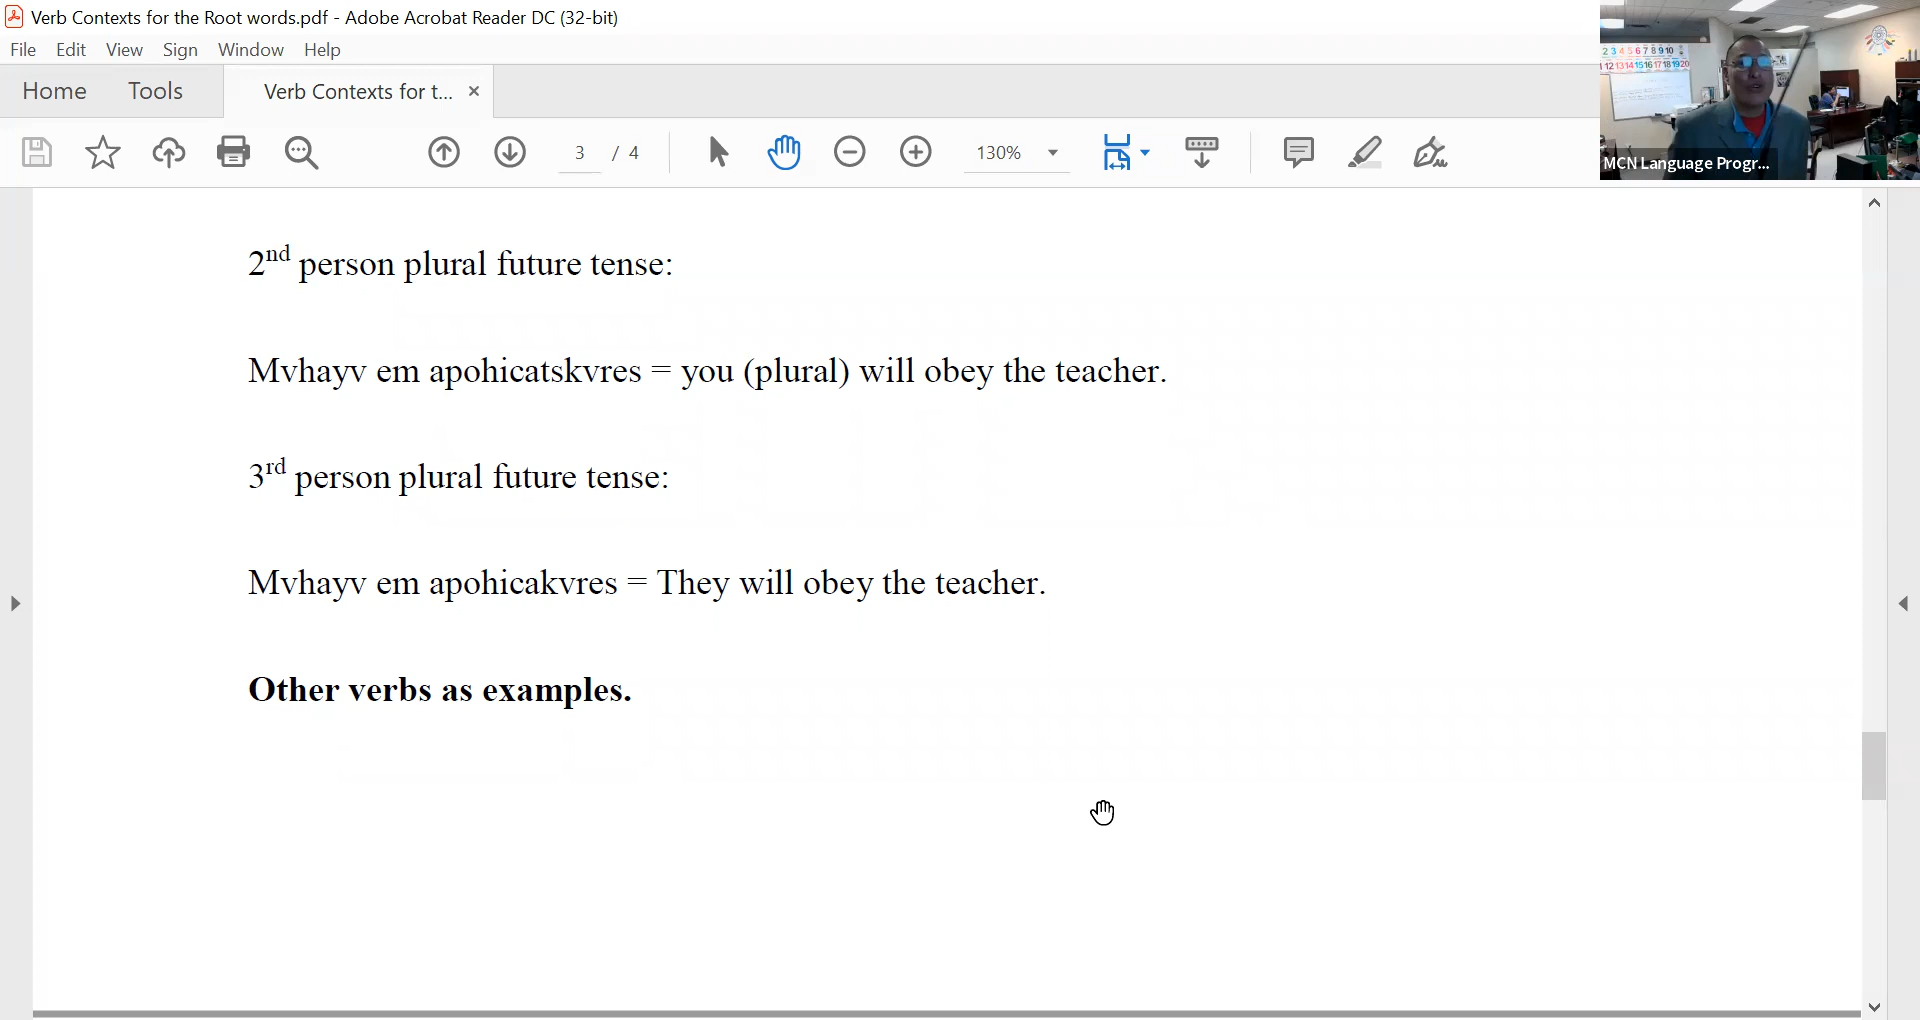 Verb Contexts for the Root words.pdf - Adobe Acrobat Reader DC (32-bit)
File Edit View Sign Window Help
Home Tools Verb Contexts for t... ×
3 / 4 130%
MCN Language Progr...
2nd person plural future tense:
Mvhayv em apohicatskvres = you (plural) will obey the teacher.
3rd person plural future tense:
Mvhayv em apohicakvres = They will obey the teacher.
Other verbs as examples.